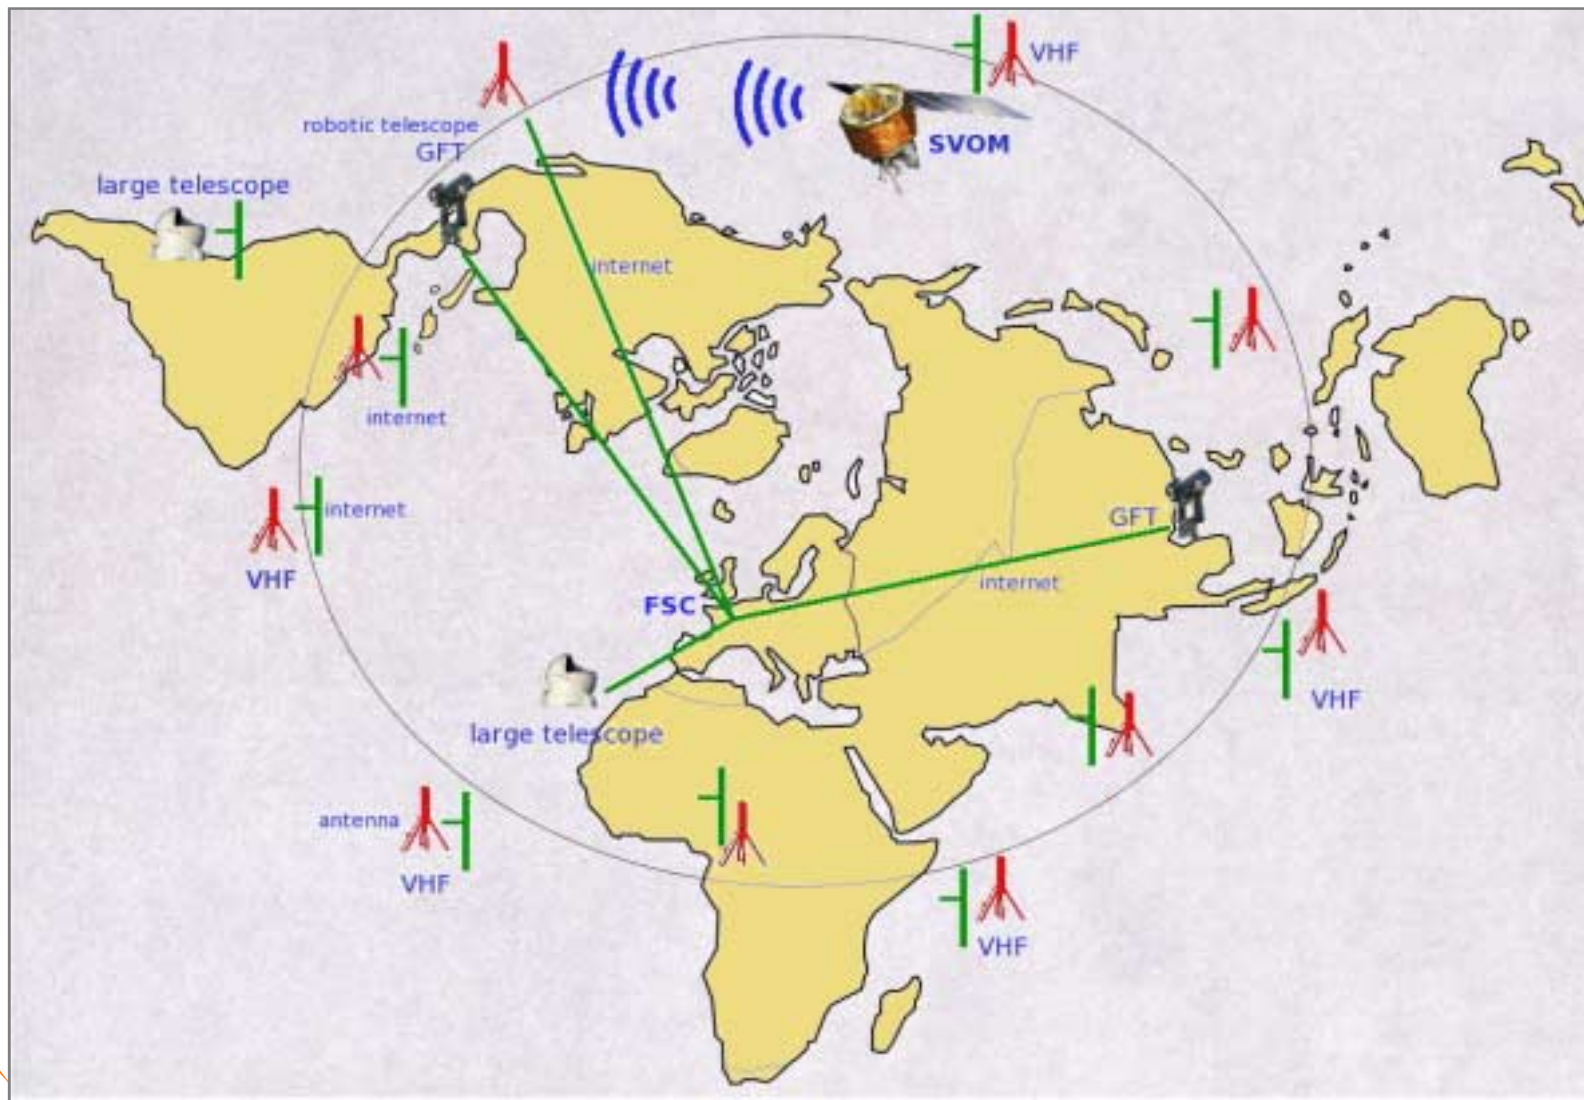 VHF
robotic telescope
GFT
SVOM
large telescope
internet
internet
internet
VHF
GFT
internet
FSC
large telescope
VHF
antenna
VHF
VHF